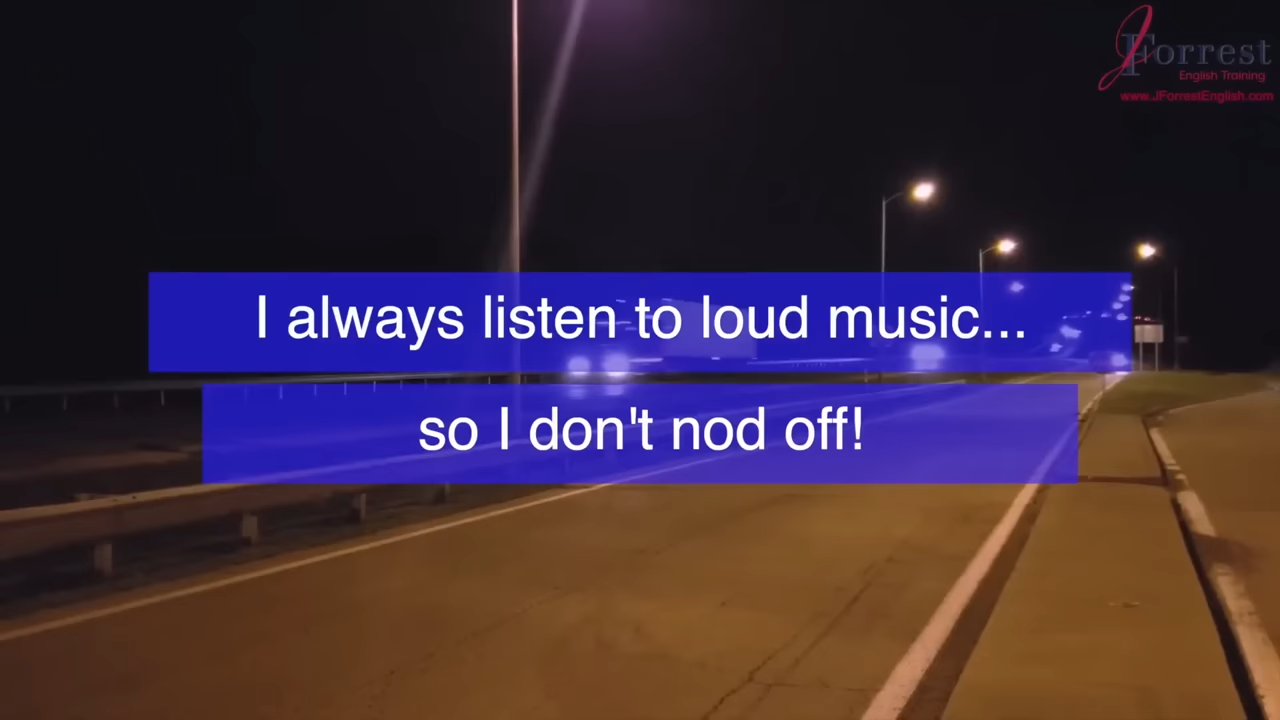 JForrest
English Training
www.JForrestEnglish.com
I always listen to loud music...
so I don't nod off!